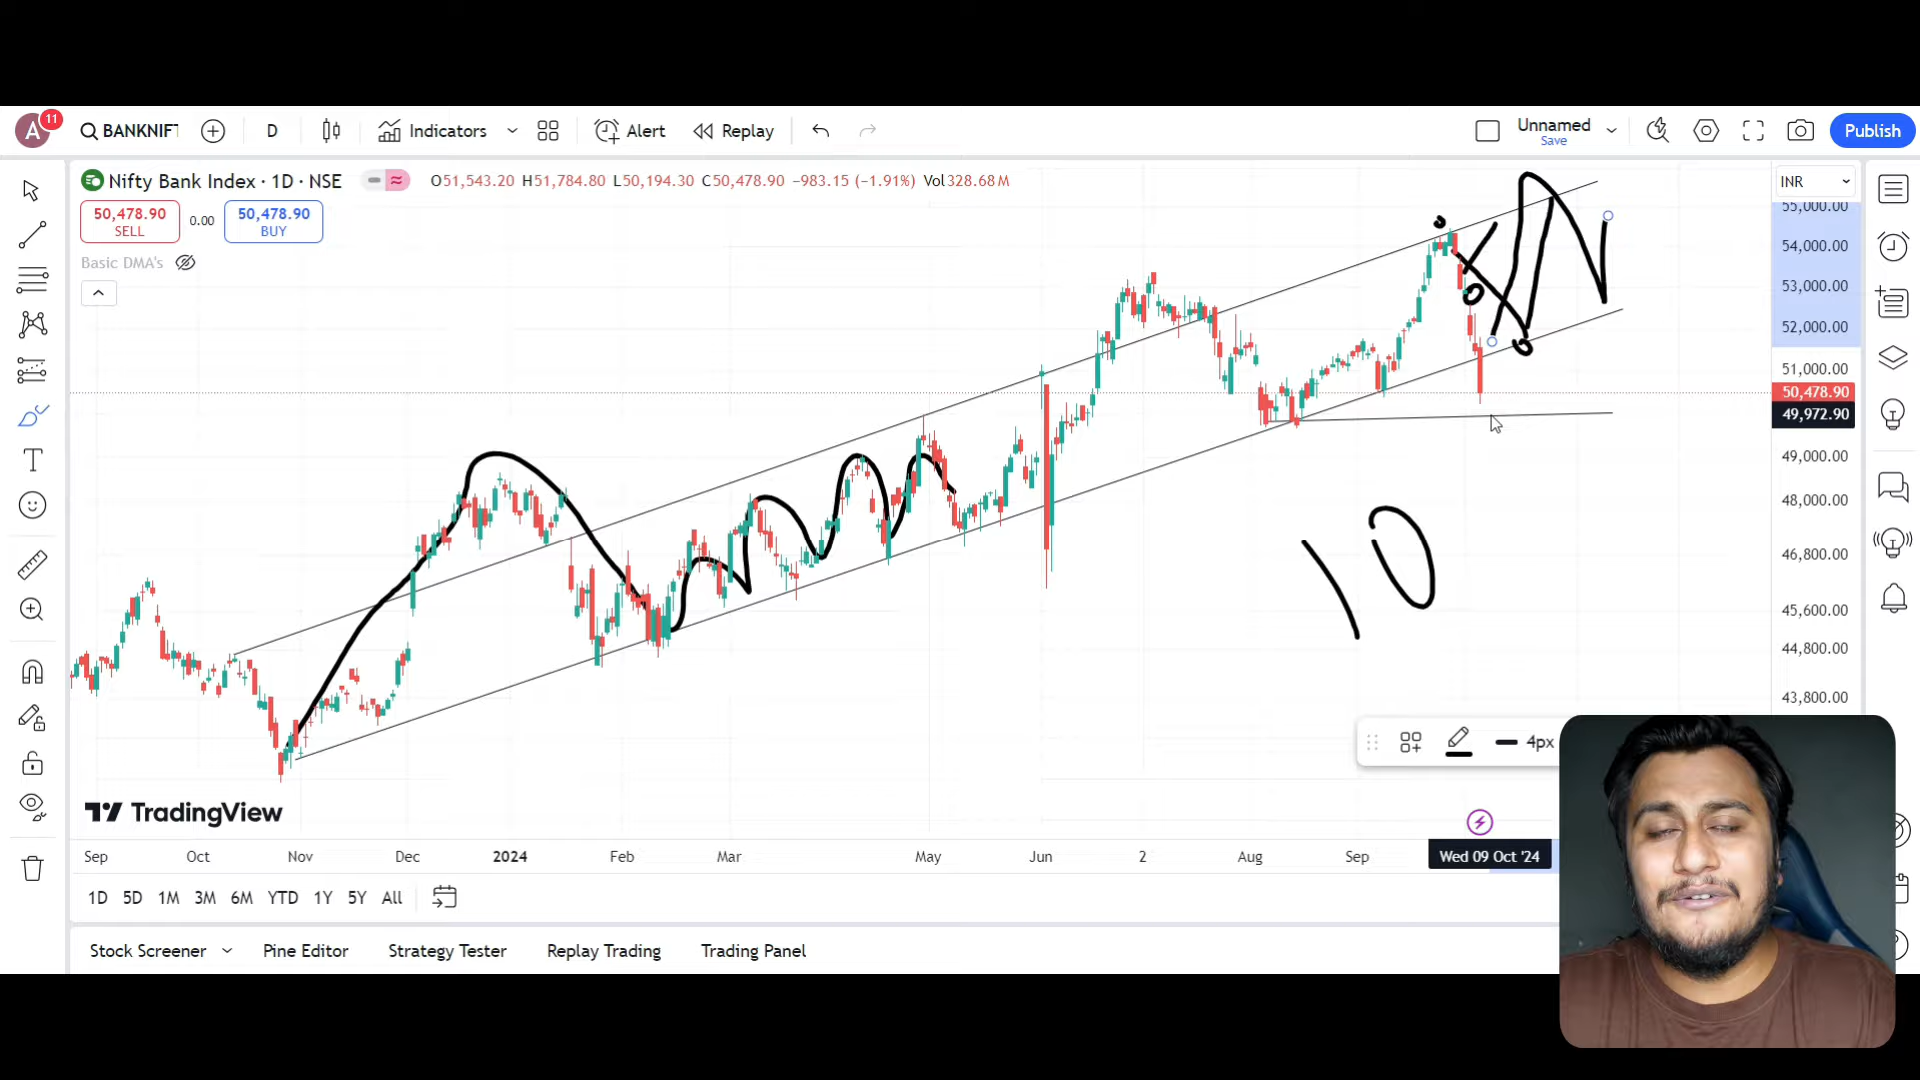 A 11 BANKNIFT D Indicators Alert Replay Unnamed Save Publish
Nifty Bank Index · 1D · NSE O51,543.20 H51,784.80 L50,194.30 C50,478.90 −983.15 (−1.91%) Vol328.68 M
INR
50,478.90 SELL 0.00 50,478.90 BUY
Basic DMA's
55,000.00
54,000.00
53,000.00
52,000.00
51,000.00
50,478.90
49,972.90
49,000.00
48,000.00
46,800.00
45,600.00
44,800.00
43,800.00
10
4px
TradingView
Sep Oct Nov Dec 2024 Feb Mar May Jun 2 Aug Sep Wed 09 Oct '24
1D 5D 1M 3M 6M YTD 1Y 5Y All
Stock Screener Pine Editor Strategy Tester Replay Trading Trading Panel